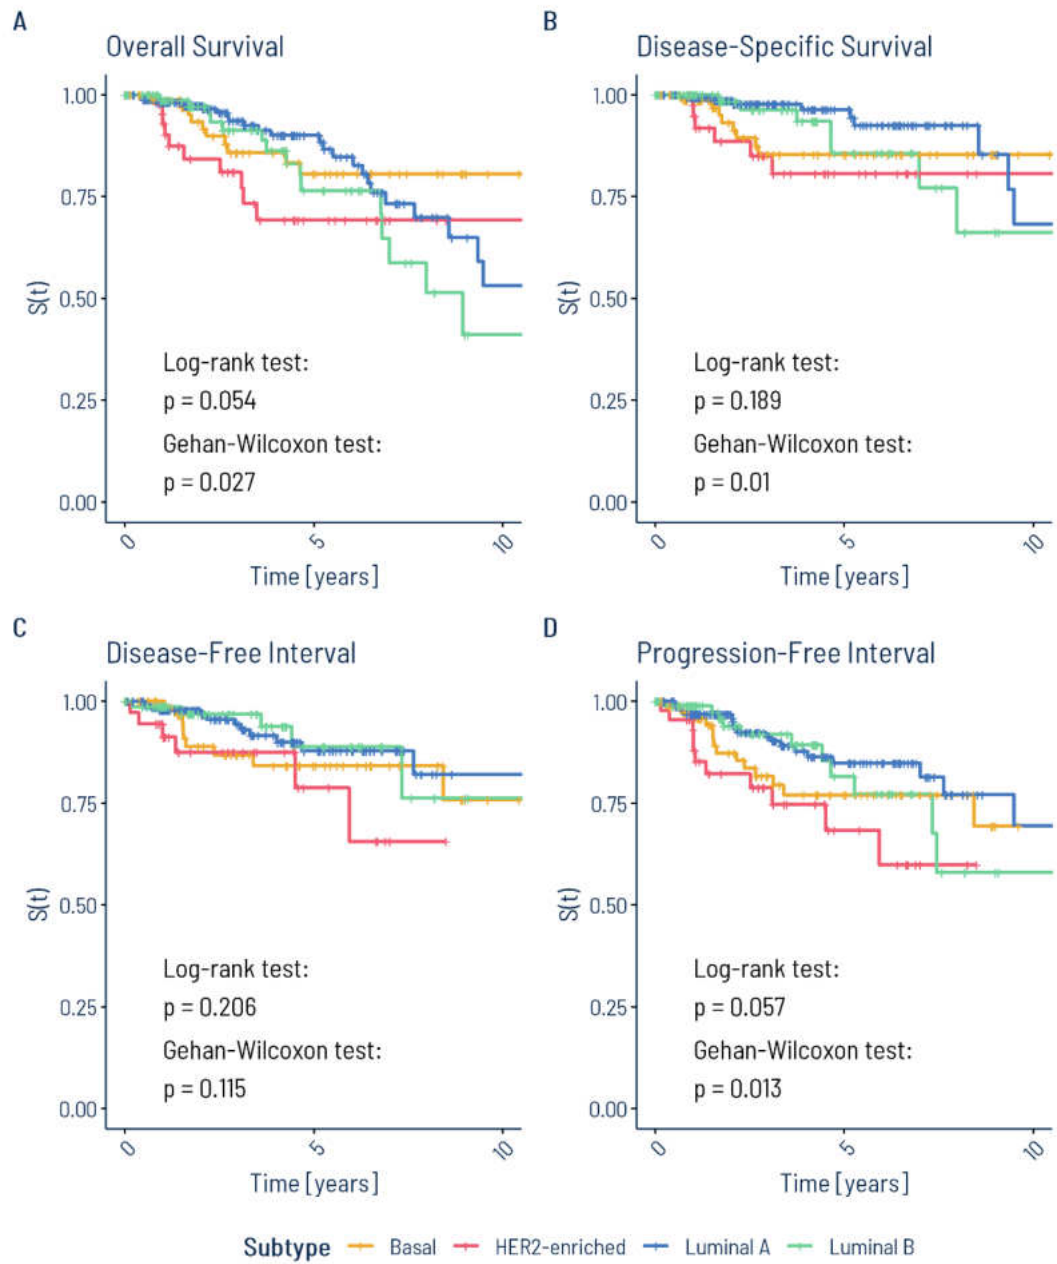 A
Overall Survival
1.00
0.75
0.50
0.25
0.00
S(t)
Log-rank test:
p = 0.054
Gehan-Wilcoxon test:
p = 0.027
0
5
10
Time [years]
B
Disease-Specific Survival
1.00
0.75
0.50
0.25
0.00
S(t)
Log-rank test:
p = 0.189
Gehan-Wilcoxon test:
p = 0.01
0
5
10
Time [years]
C
Disease-Free Interval
1.00
0.75
0.50
0.25
0.00
S(t)
Log-rank test:
p = 0.206
Gehan-Wilcoxon test:
p = 0.115
0
5
10
Time [years]
D
Progression-Free Interval
1.00
0.75
0.50
0.25
0.00
S(t)
Log-rank test:
p = 0.057
Gehan-Wilcoxon test:
p = 0.013
0
5
10
Time [years]
Subtype Basal HER2-enriched Luminal A Luminal B